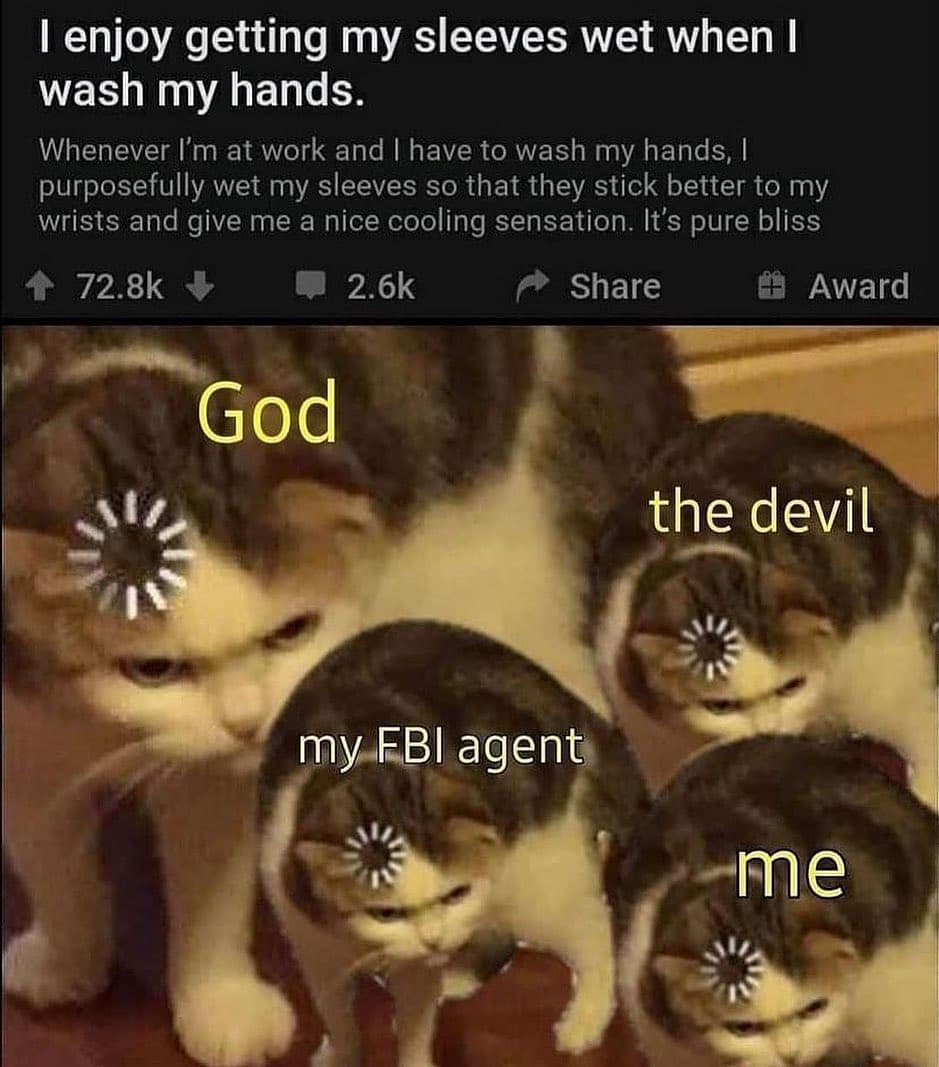 I enjoy getting my sleeves wet when I
wash my hands.
Whenever I'm at work and I have to wash my hands, I
purposefully wet my sleeves so that they stick better to my
wrists and give me a nice cooling sensation. It's pure bliss
72.8k 2.6k Share Award
God
the devil
my FBI agent
me